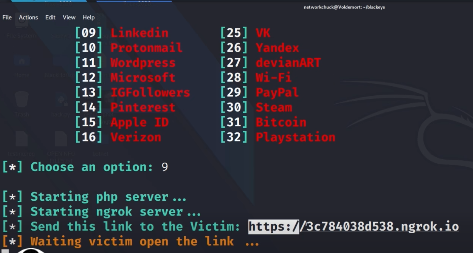 networkchuck@Voldemort: ~/blackeye
File Actions Edit View Help
[09] Linkedin [25] VK
[10] Protonmail [26] Yandex
[11] Wordpress [27] devianART
[12] Microsoft [28] Wi-Fi
[13] IGFollowers [29] PayPal
[14] Pinterest [30] Steam
[15] Apple ID [31] Bitcoin
[16] Verizon [32] Playstation
[*] Choose an option: 9
[*] Starting php server...
[*] Starting ngrok server...
[*] Send this link to the Victim: https://3c784038d538.ngrok.io
[*] Waiting victim open the link ...